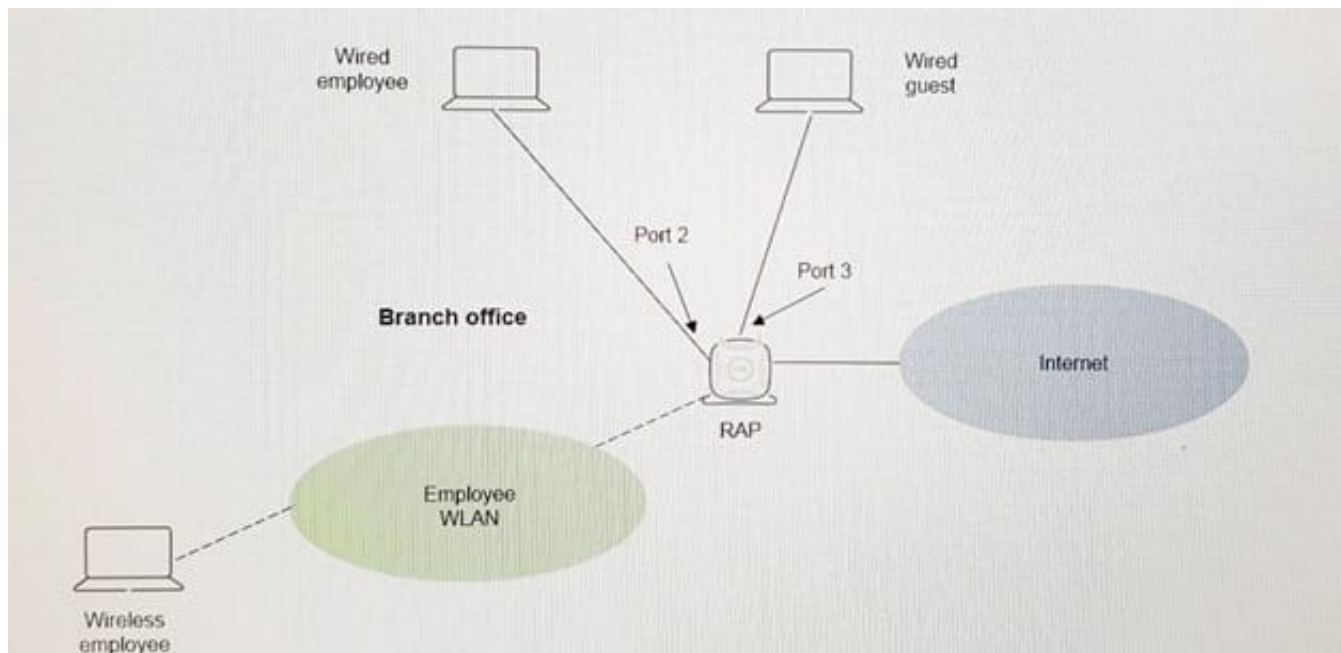 Wired
employee
Wired
guest
Port 2
Port 3
Branch office
Internet
RAP
Employee
WLAN
Wireless
employee